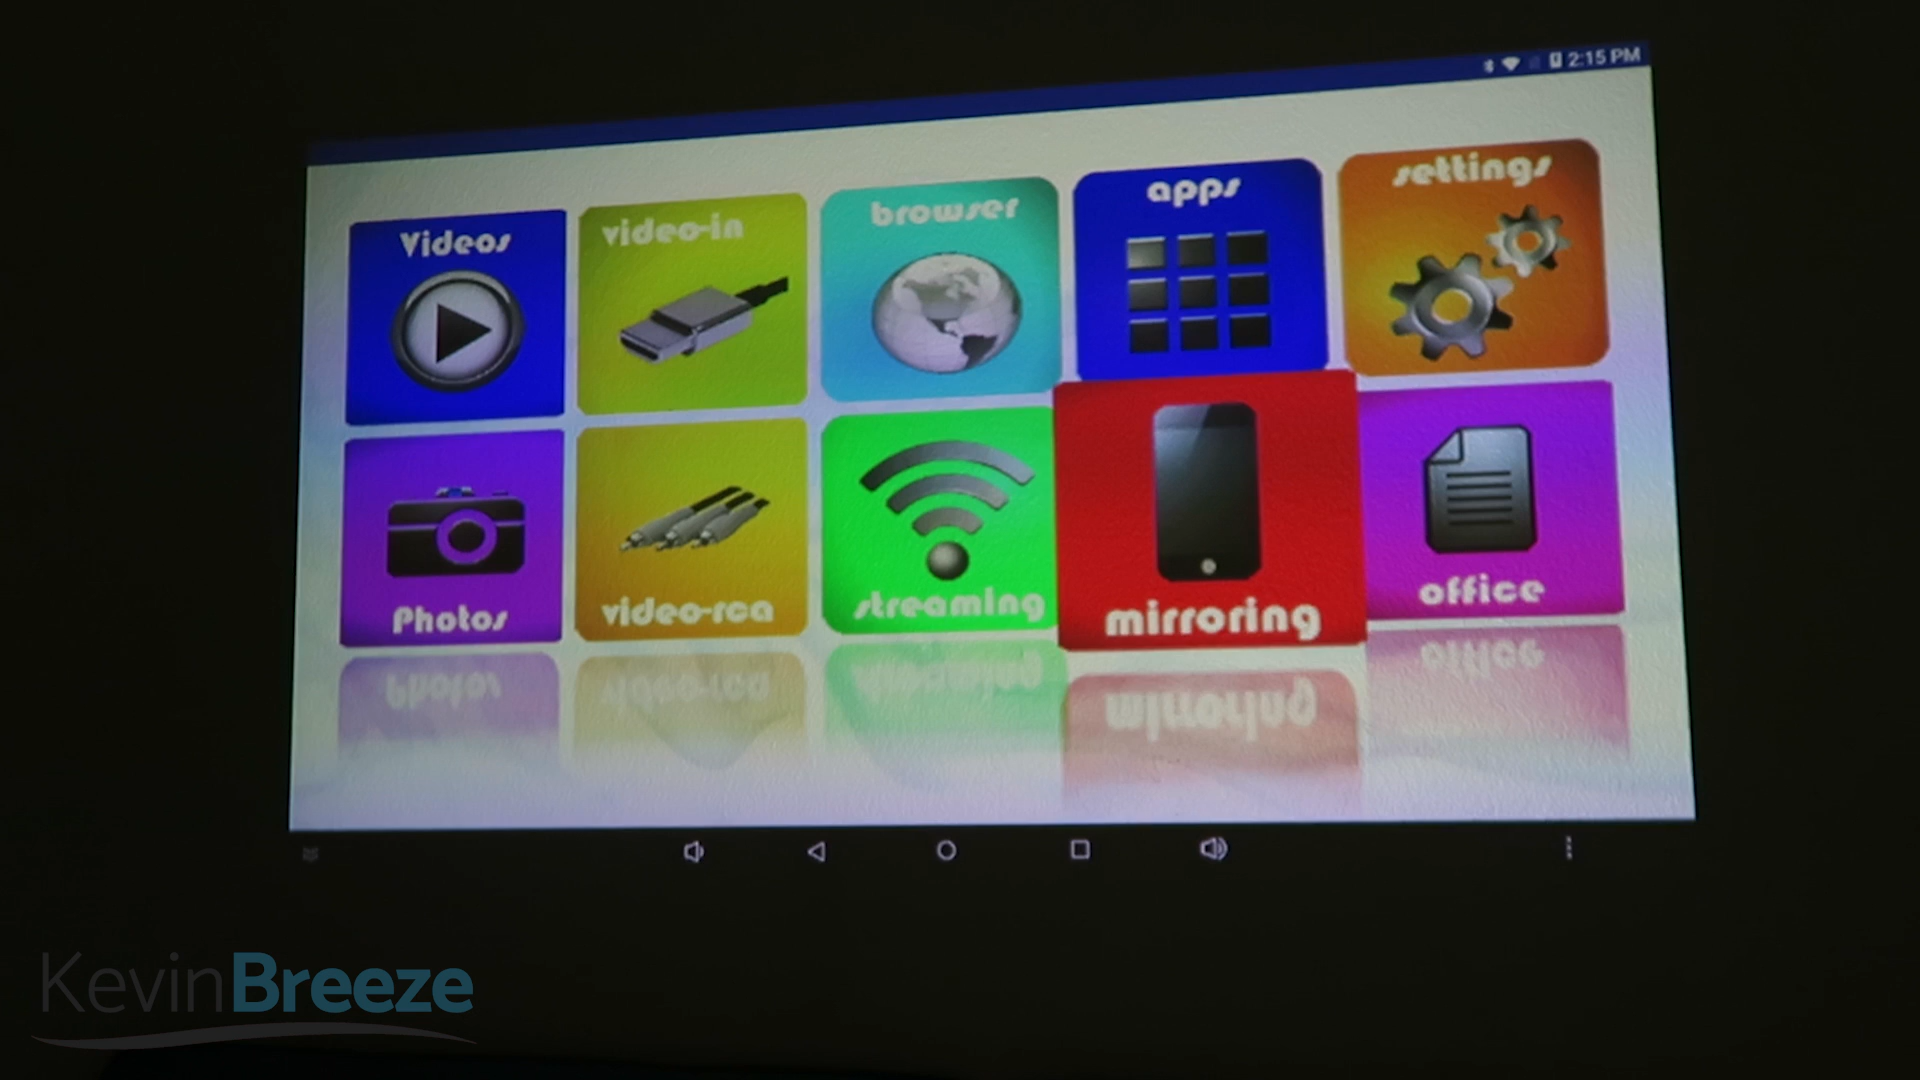 2:15 PM
Videos
video-in
browser
apps
settings
Photos
video-rca
streaming
mirroring
office
KevinBreeze